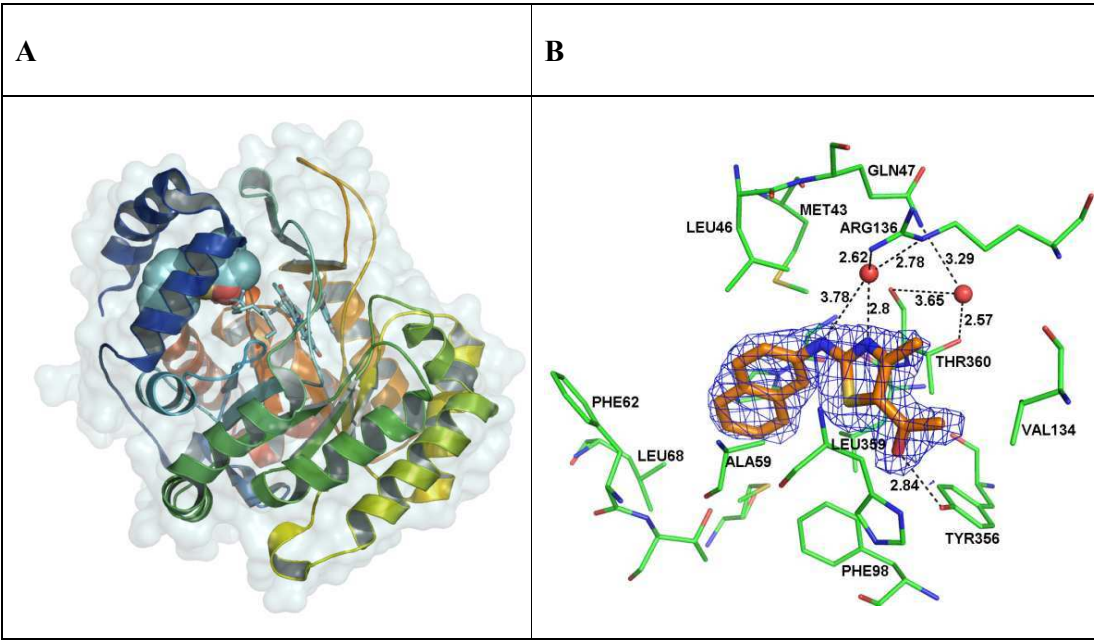 A
B
GLN47
MET43
LEU46
ARG136
2.62
2.78
3.29
3.78
2.8
3.65
2.57
THR360
PHE62
VAL134
LEU359
LEU68
ALA59
2.84
TYR356
PHE98